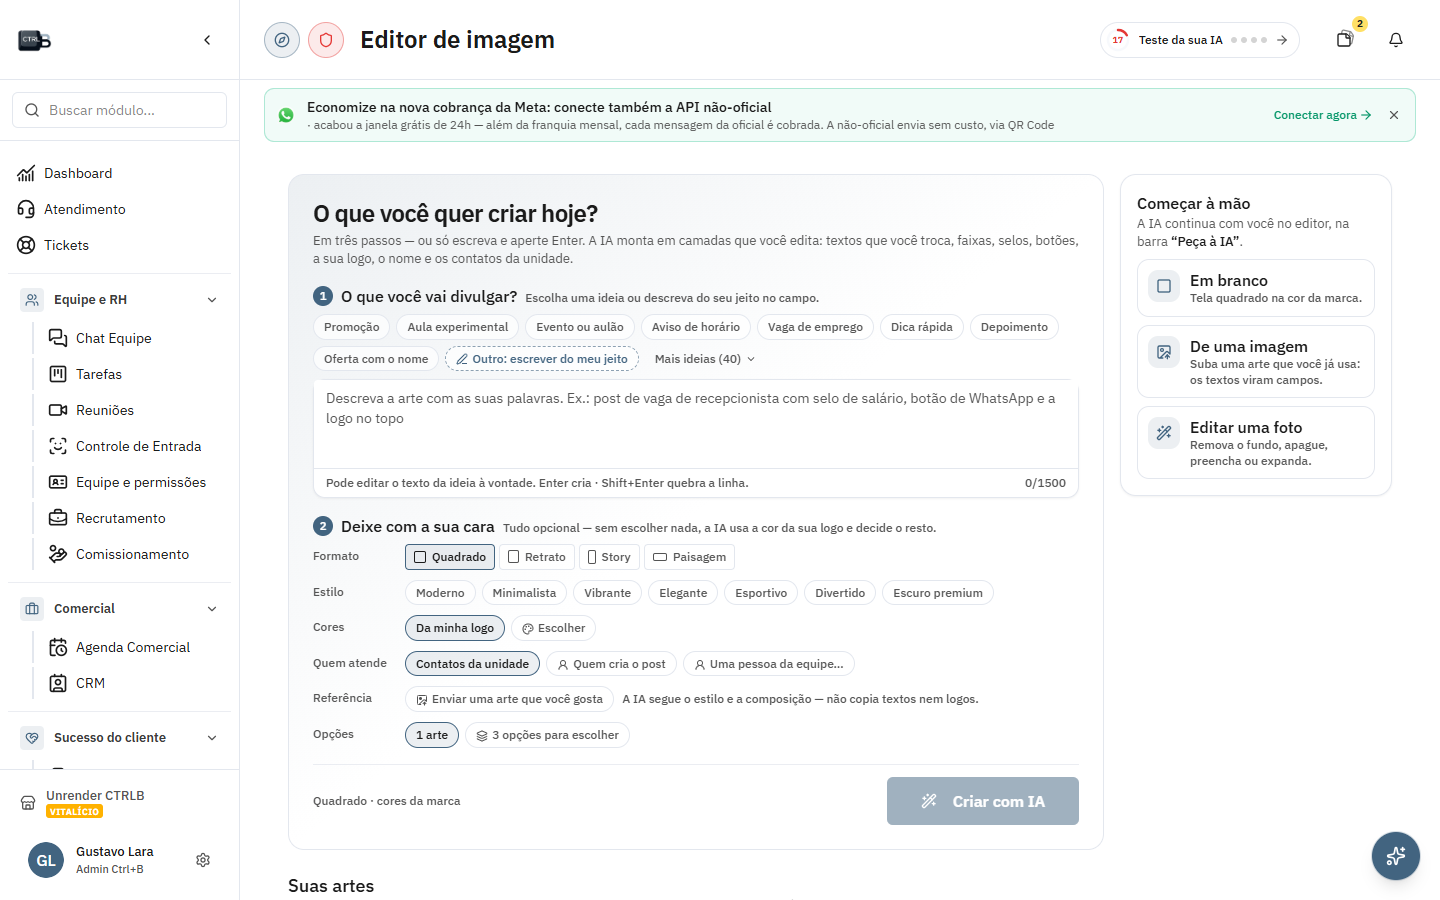 CTRL B
Editor de imagem
17
Teste da sua IA
2
Buscar módulo...
Economize na nova cobrança da Meta: conecte também a API não-oficial
· acabou a janela grátis de 24h — além da franquia mensal, cada mensagem da oficial é cobrada. A não-oficial envia sem custo, via QR Code
Conectar agora
Dashboard
Atendimento
Tickets
Equipe e RH
Chat Equipe
Tarefas
Reuniões
Controle de Entrada
Equipe e permissões
Recrutamento
Comissionamento
Comercial
Agenda Comercial
CRM
Sucesso do cliente
Unrender CTRLB
VITALÍCIO
GL
Gustavo Lara
Admin Ctrl+B
O que você quer criar hoje?
Em três passos — ou só escreva e aperte Enter. A IA monta em camadas que você edita: textos que você troca, faixas, selos, botões,
a sua logo, o nome e os contatos da unidade.
1 O que você vai divulgar? Escolha uma ideia ou descreva do seu jeito no campo.
Promoção Aula experimental Evento ou aulão Aviso de horário Vaga de emprego Dica rápida Depoimento
Oferta com o nome Outro: escrever do meu jeito Mais ideias (40)
Descreva a arte com as suas palavras. Ex.: post de vaga de recepcionista com selo de salário, botão de WhatsApp e a
logo no topo
Pode editar o texto da ideia à vontade. Enter cria · Shift+Enter quebra a linha. 0/1500
2 Deixe com a sua cara Tudo opcional — sem escolher nada, a IA usa a cor da sua logo e decide o resto.
Formato Quadrado Retrato Story Paisagem
Estilo Moderno Minimalista Vibrante Elegante Esportivo Divertido Escuro premium
Cores Da minha logo Escolher
Quem atende Contatos da unidade Quem cria o post Uma pessoa da equipe...
Referência Enviar uma arte que você gosta A IA segue o estilo e a composição — não copia textos nem logos.
Opções 1 arte 3 opções para escolher
Quadrado · cores da marca Criar com IA
Começar à mão
A IA continua com você no editor, na
barra “Peça à IA”.
Em branco
Tela quadrado na cor da marca.
De uma imagem
Suba uma arte que você já usa:
os textos viram campos.
Editar uma foto
Remova o fundo, apague,
preencha ou expanda.
Suas artes